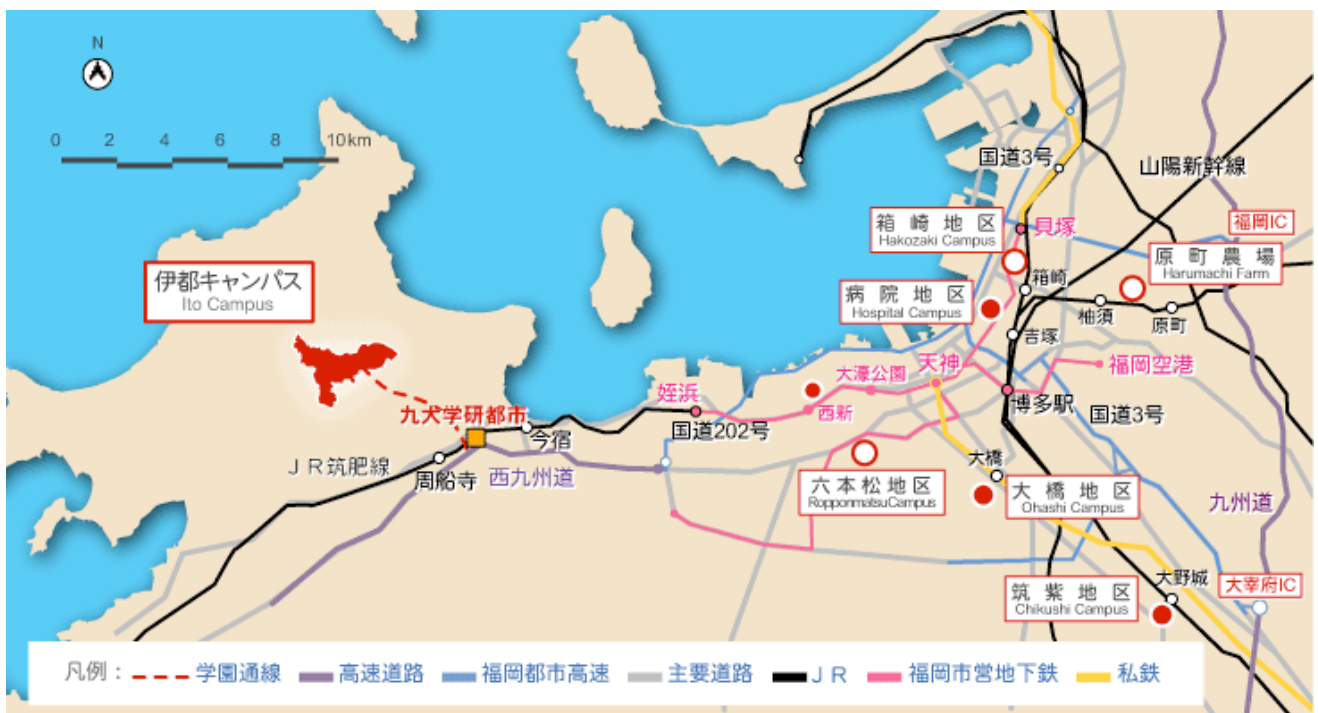 N
0 2 4 6 8 10km
国道3号
山陽新幹線
箱崎地区
Hakozaki Campus
貝塚
福岡IC
原町農場
Harumachi Farm
伊都キャンパス
Ito Campus
病院地区
Hospital Campus
箱崎
柚須
原町
吉塚
天神
福岡空港
大濠公園
姪浜
西新
博多駅
国道3号
九大学研都市
今宿
国道202号
JR筑肥線
周船寺
西九州道
六本松地区
Ropponmatsu Campus
大橋
大橋地区
Ohashi Campus
九州道
筑紫地区
Chikushi Campus
大野城
大宰府IC
凡例：
学園通線
高速道路
福岡都市高速
主要道路
JR
福岡市営地下鉄
私鉄